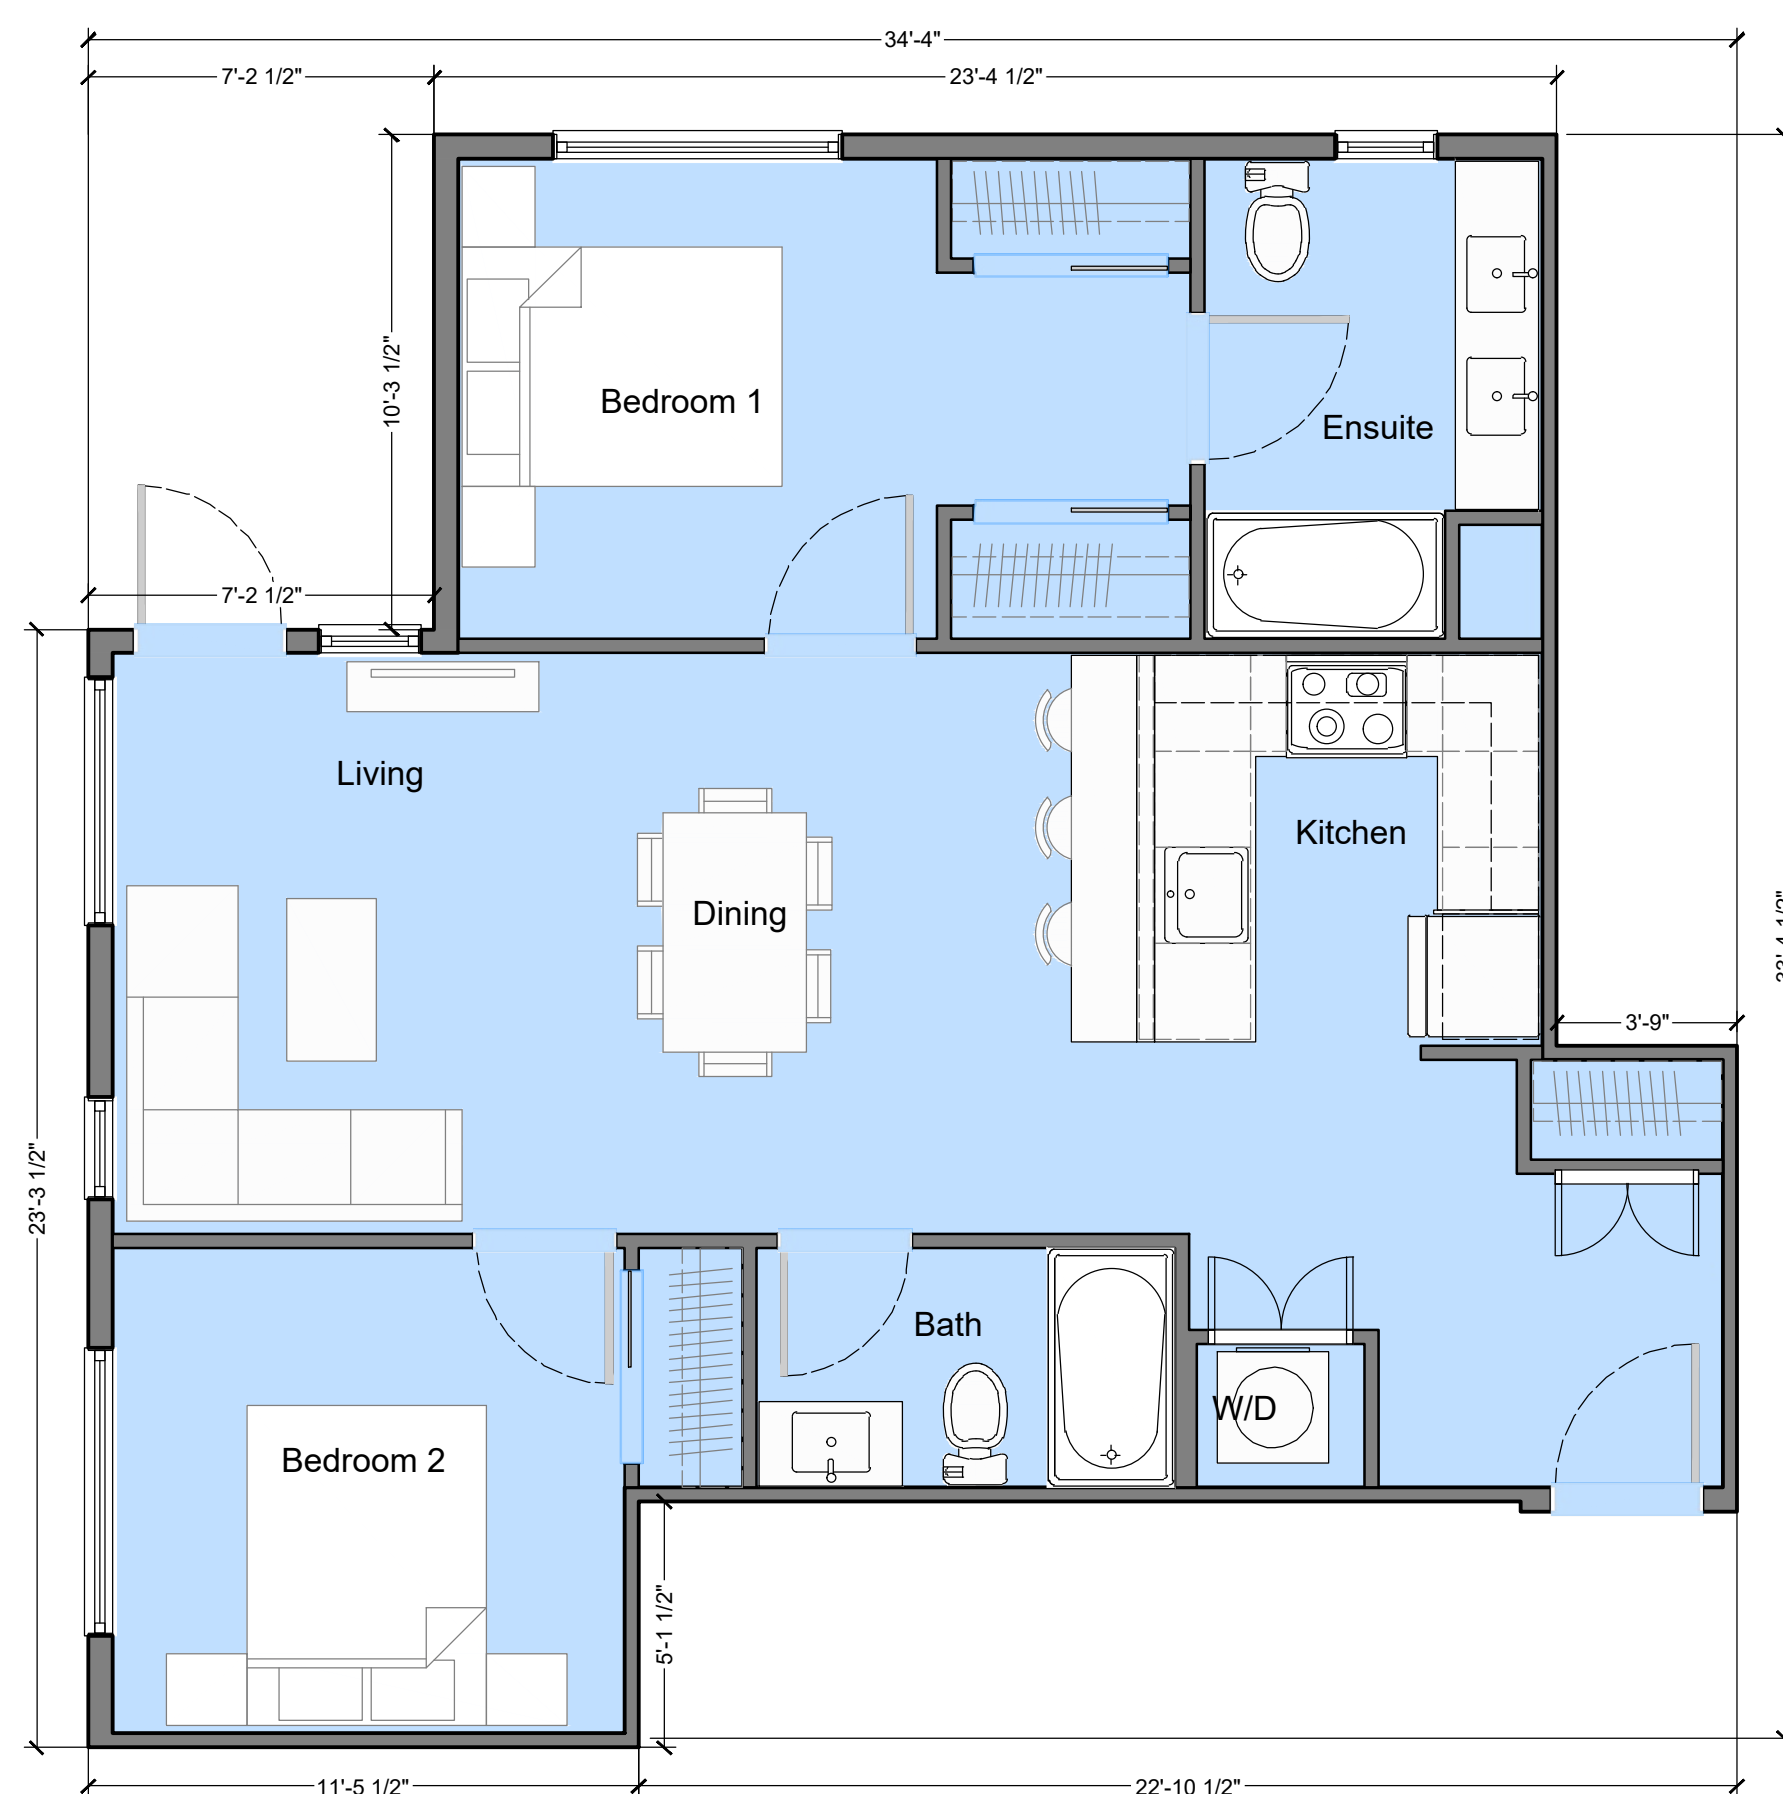 34'-4"
7'-2 1/2"
23'-4 1/2"
10'-3 1/2"
Bedroom 1
Ensuite
7'-2 1/2"
Living
Kitchen
Dining
3'-9"
23'-3 1/2"
Bath
W/D
Bedroom 2
5'-1 1/2"
11'-5 1/2"
22'-10 1/2"